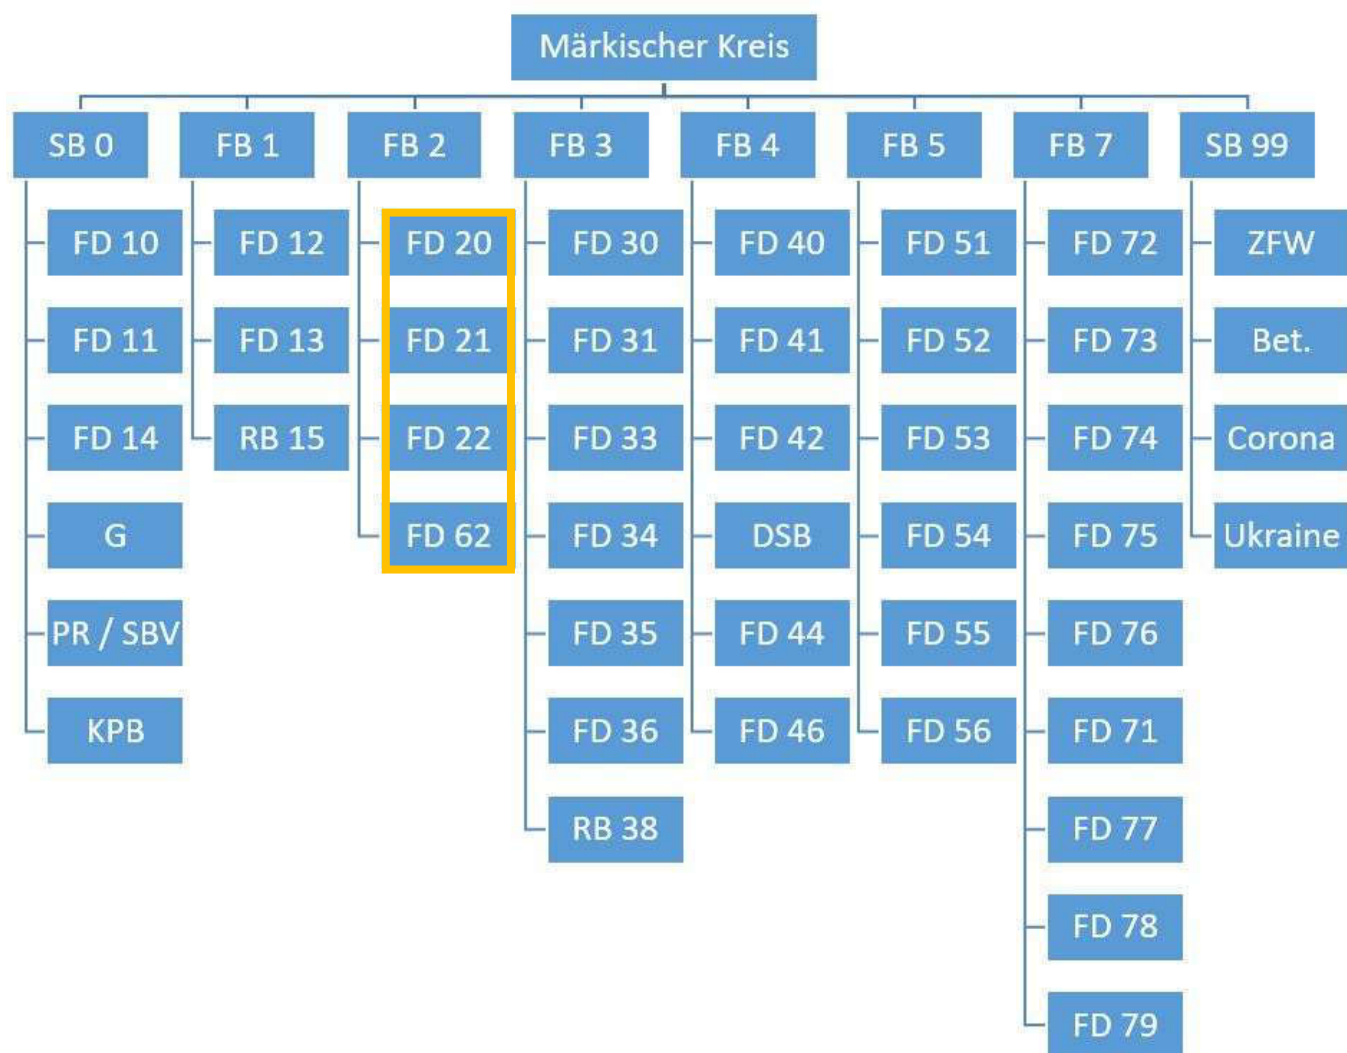 Märkischer Kreis
SB 0
FD 10
FD 11
FD 14
G
PR / SBV
KPB
FB 1
FD 12
FD 13
RB 15
FB 2
FD 20
FD 21
FD 22
FD 62
FB 3
FD 30
FD 31
FD 33
FD 34
FD 35
FD 36
RB 38
FB 4
FD 40
FD 41
FD 42
DSB
FD 44
FD 46
FB 5
FD 51
FD 52
FD 53
FD 54
FD 55
FD 56
FB 7
FD 72
FD 73
FD 74
FD 75
FD 76
FD 71
FD 77
FD 78
FD 79
SB 99
ZFW
Bet.
Corona
Ukraine